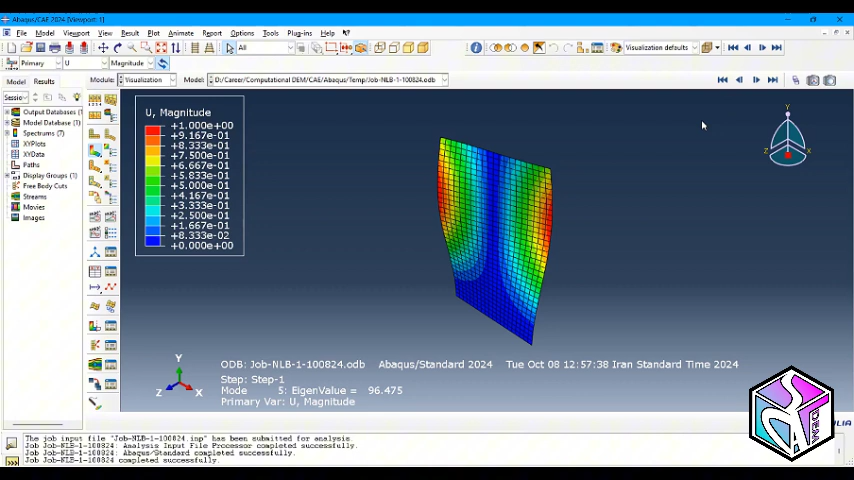 Abaqus/CAE 2024 [Viewport: 1]
File Model Viewport View Result Plot Animate Report Options Tools Plug-ins Help
All
Visualization defaults
Primary U Magnitude
Model Results
Module: Visualization Model: D:/Career/Computational DEM/CAE/Abaqus/Temp/Job-NLB-1-100824.odb
Output Databases (1
Model Database (1
Spectrums (7)
XYPlots
XYData
Paths
Display Groups (1)
Free Body Cuts
Streams
Movies
Images
U, Magnitude
+1.000e+00
+9.167e-01
+8.333e-01
+7.500e-01
+6.667e-01
+5.833e-01
+5.000e-01
+4.167e-01
+3.333e-01
+2.500e-01
+1.667e-01
+8.333e-02
+0.000e+00
Y
Z X
Y
Z X
ODB: Job-NLB-1-100824.odb Abaqus/Standard 2024 Tue Oct 08 12:57:38 Iran Standard Time 2024
Step: Step-1
Mode 5: EigenValue = 96.475
Primary Var: U, Magnitude
DEM
The job input file "Job-NLB-1-100824.inp" has been submitted for analysis.
Job Job-NLB-1-100824: Analysis Input File Processor completed successfully.
Job Job-NLB-1-100824: Abaqus/Standard completed successfully.
Job Job-NLB-1-100824 completed successfully.